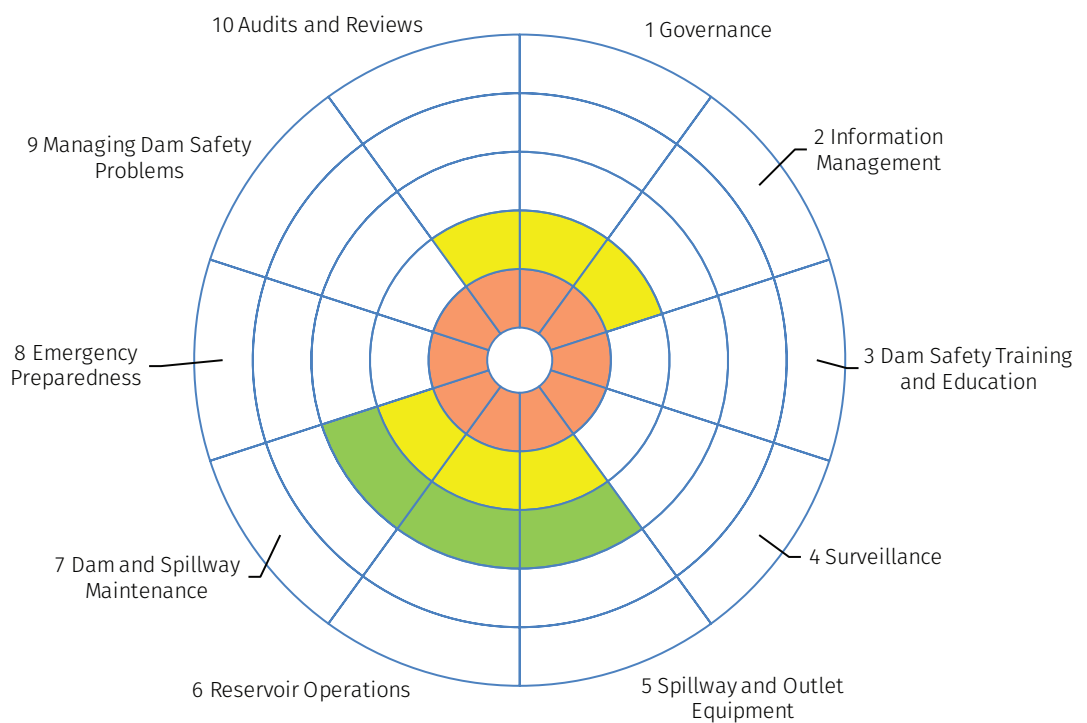 10 Audits and Reviews
1 Governance
2 Information
Management
3 Dam Safety Training
and Education
4 Surveillance
5 Spillway and Outlet
Equipment
6 Reservoir Operations
7 Dam and Spillway
Maintenance
8 Emergency
Preparedness
9 Managing Dam Safety
Problems